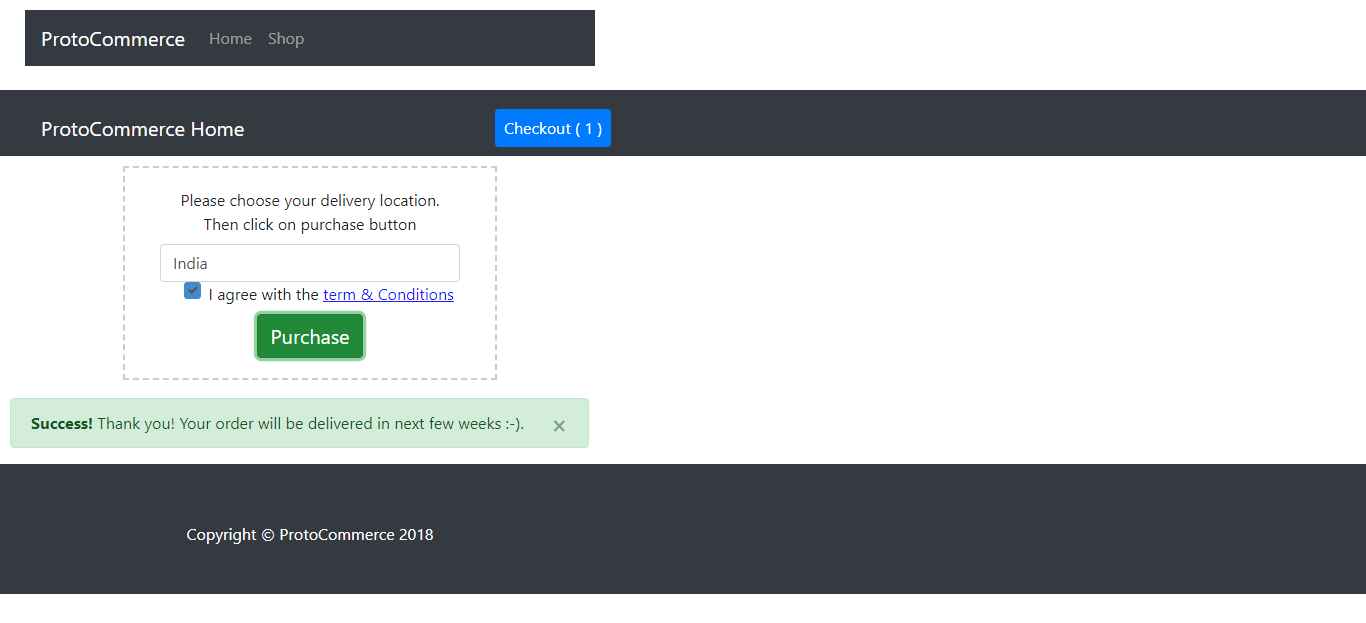 ProtoCommerce Home Shop
ProtoCommerce Home Checkout ( 1 )
Please choose your delivery location.
Then click on purchase button
India
I agree with the term & Conditions
Purchase
Success! Thank you! Your order will be delivered in next few weeks :-). ×
Copyright © ProtoCommerce 2018